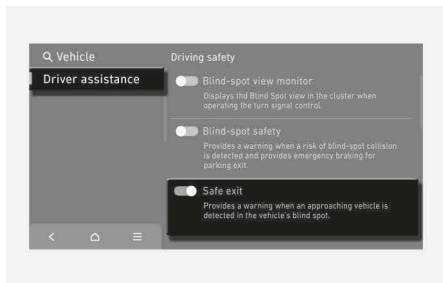 Vehicle
Driving safety
Driver assistance
Blind-spot view monitor
Displays thd Blind Spot view in the cluster when
operating the turn signal control.
Blind-spot safety
Provides a warning when a risk of blind-spot collision
is detected and provides emergency braking for
parking exit.
Safe exit
Provides a warning when an approaching vehicle is
detected in the vehicle's blind spot.